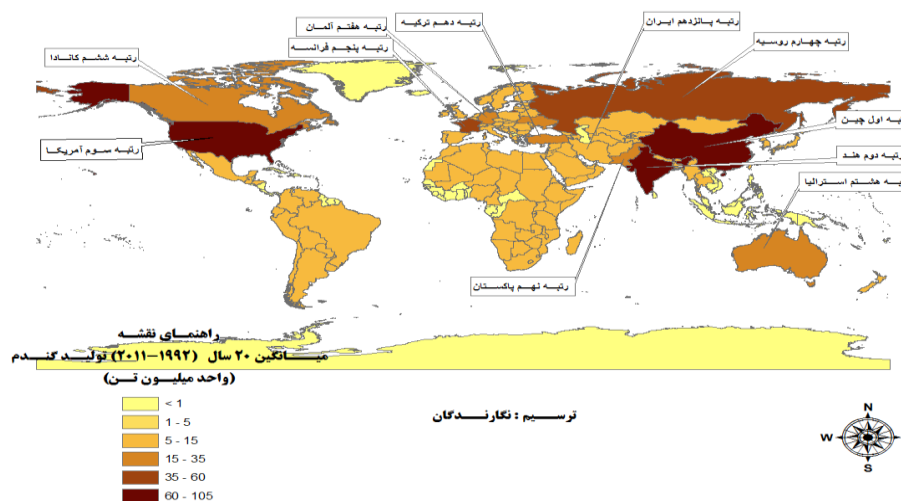 رتبه پانزدهم ایران
رتبه دهم ترکیه
رتبه هفتم آلمان
رتبه پنجم فرانسه
رتبه ششم کانادا
رتبه چهارم روسیه
به اول چین
رتبه سوم آمریکا
رتبه دوم هند
به هشتم استرالیا
رتبه نهم پاکستان
راهنمای نقشه
میانگین ۲۰ سال (۱۹۹۲-۲۰۱۱) تولید گندم
(واحد میلیون تن)
< 1
1 - 5
5 - 15
15 - 35
35 - 60
60 - 105
ترسیم : نگارندگان
N
W E
S